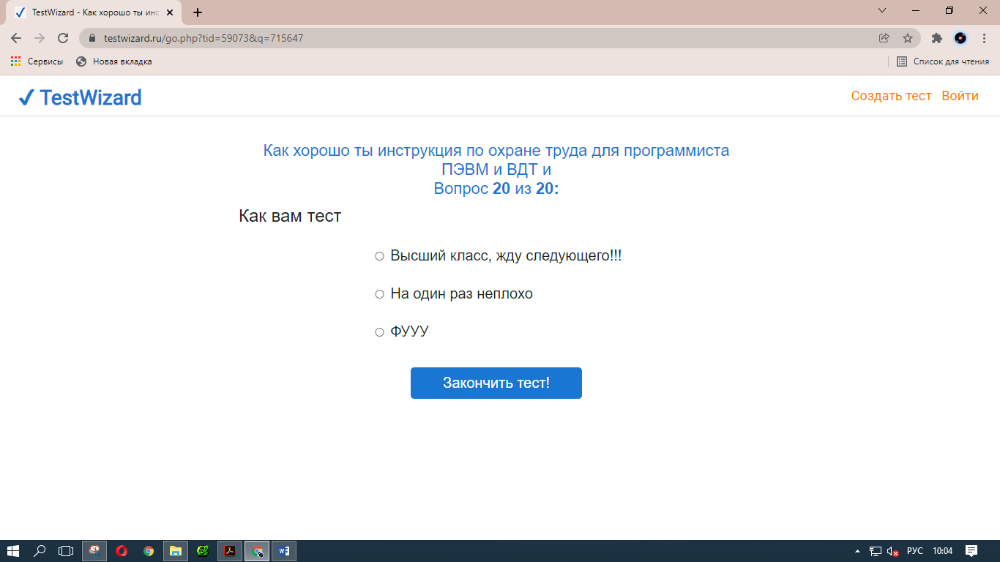 TestWizard - Как хорошо ты инс
testwizard.ru/go.php?tid=59073&q=715647
Сервисы
Новая вкладка
Список для чтения
TestWizard
Создать тест
Войти
Как хорошо ты инструкция по охране труда для программиста
ПЭВМ и ВДТ и
Вопрос 20 из 20:
Как вам тест
Высший класс, жду следующего!!!
На один раз неплохо
ФУУУ
Закончить тест!
РУС
10:04